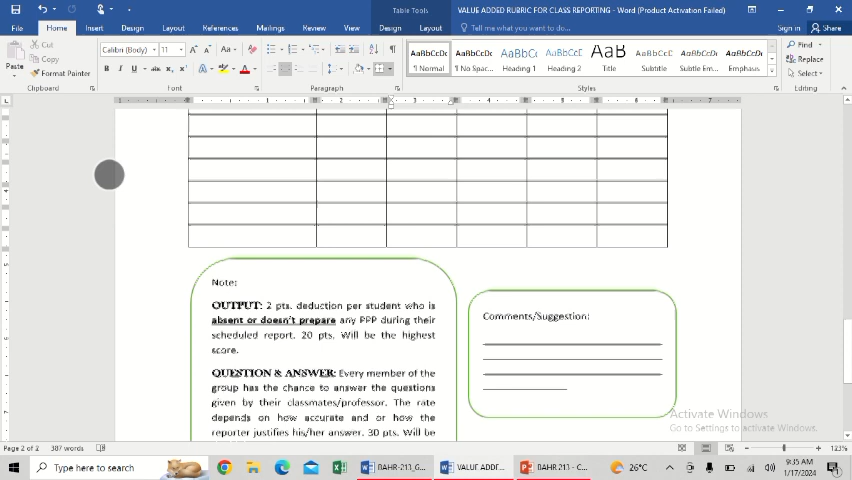 Table Tools
VALUE ADDED RUBRIC FOR CLASS REPORTING - Word (Product Activation Failed)
File
Home
Insert
Draw
Design
Layout
References
Mailings
Review
View
Design
Layout
Tell me what you want to do...
Sign in
Share
Paste
Cut
Copy
Format Painter
Clipboard
Calibri (Body)
11
Font
Paragraph
AaBbCcDc
¶ Normal
AaBbCcDc
¶ No Spac...
AaBbCc
Heading 1
AaBbCcC
Heading 2
AaB
Title
AaBbCcC
Subtitle
AaBbCcD
Subtle Em...
AaBbCcD
Emphasis
Styles
Find
Replace
Select
Editing
Note:
OUTPUT: 2 pts. deduction per student who is
absent or doesn't prepare any PPP during their
scheduled report. 20 pts. Will be the highest
score.
QUESTION & ANSWER: Every member of the
group has the chance to answer the questions
given by their classmates/professor. The rate
depends on how accurate and or how the
reporter justifies his/her answer. 30 pts. Will be
Comments/Suggestion:
Activate Windows
Go to Settings to activate Windows.
Page 2 of 2
387 words
123%
Type here to search
BAHR-213_G...
VALUE ADDE...
BAHR 213 - C...
26°C
9:35 AM
1/17/2024